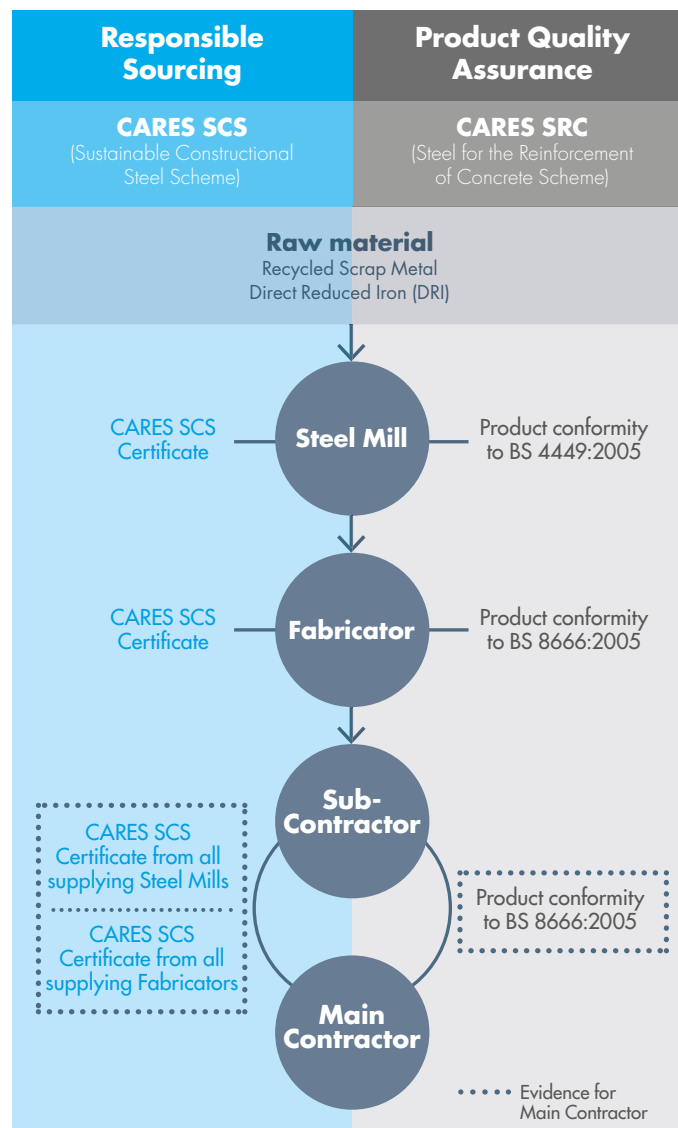 Responsible
Sourcing
Product Quality
Assurance
CARES SCS
(Sustainable Constructional
Steel Scheme)
CARES SRC
(Steel for the Reinforcement
of Concrete Scheme)
Raw material
Recycled Scrap Metal
Direct Reduced Iron (DRI)
CARES SCS
Certificate
Steel Mill
Product conformity
to BS 4449:2005
CARES SCS
Certificate
Fabricator
Product conformity
to BS 8666:2005
Sub-
Contractor
CARES SCS
Certificate from all
supplying Steel Mills
CARES SCS
Certificate from all
supplying Fabricators
Product conformity
to BS 8666:2005
Main
Contractor
Evidence for
Main Contractor